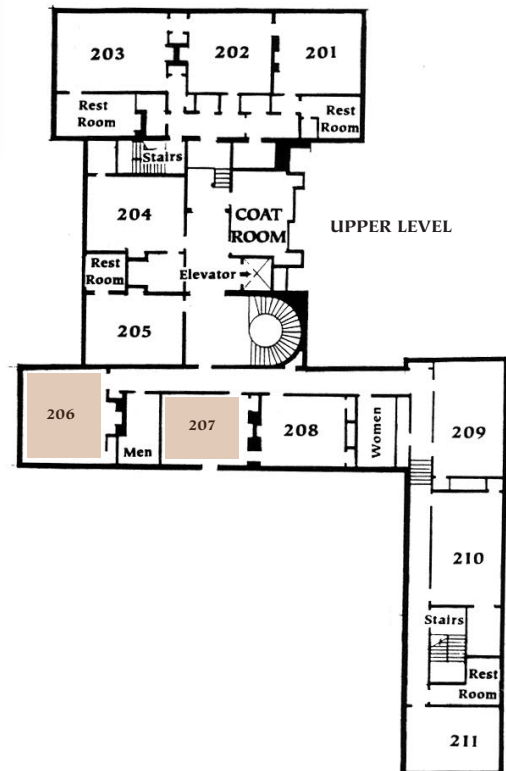 203
202
201
Rest
Room
Rest
Room
Stairs
204
COAT
ROOM
UPPER LEVEL
Rest
Room
Elevator
205
206
Men
207
208
Women
209
210
Stairs
Rest
Room
211